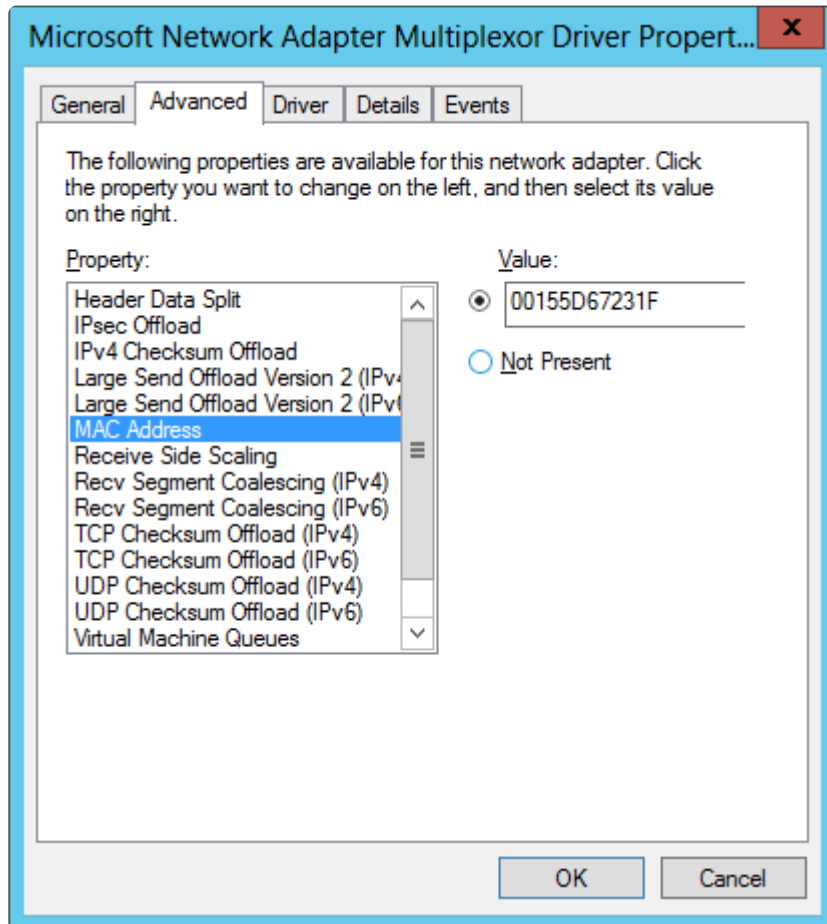 Microsoft Network Adapter Multiplexor Driver Propert...
x
General Advanced Driver Details Events
The following properties are available for this network adapter. Click
the property you want to change on the left, and then select its value
on the right.
Property:
Value:
Header Data Split
IPsec Offload
IPv4 Checksum Offload
Large Send Offload Version 2 (IPv4
Large Send Offload Version 2 (IPv6
MAC Address
Receive Side Scaling
Recv Segment Coalescing (IPv4)
Recv Segment Coalescing (IPv6)
TCP Checksum Offload (IPv4)
TCP Checksum Offload (IPv6)
UDP Checksum Offload (IPv4)
UDP Checksum Offload (IPv6)
Virtual Machine Queues
00155D67231F
Not Present
OK
Cancel